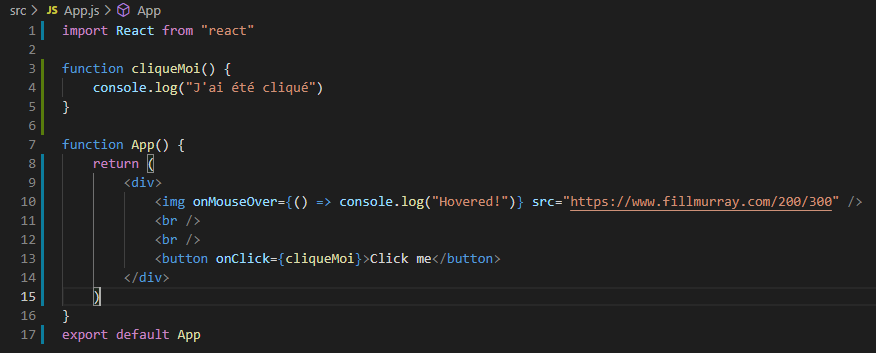 src > JS App.js > App
1 import React from "react"
2
3 function cliqueMoi() {
4     console.log("J'ai été cliqué")
5 }
6
7 function App() {
8     return (
9         <div>
10             <img onMouseOver={() => console.log("Hovered!")} src="https://www.fillmurray.com/200/300" />
11             <br />
12             <br />
13             <button onClick={cliqueMoi}>Click me</button>
14         </div>
15     )
16 }
17 export default App